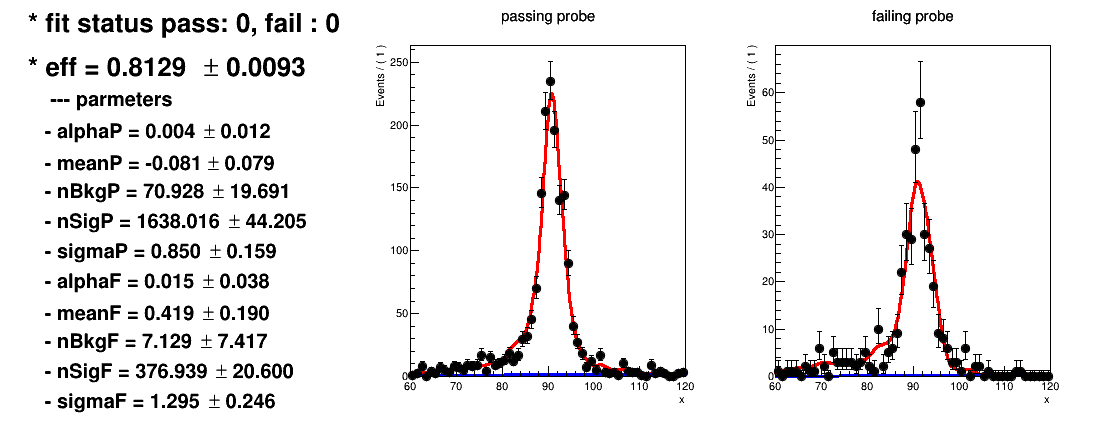 * fit status pass: 0, fail : 0
* eff = 0.8129 ± 0.0093
--- parmeters
- alphaP = 0.004 ± 0.012
- meanP = -0.081 ± 0.079
- nBkgP = 70.928 ± 19.691
- nSigP = 1638.016 ± 44.205
- sigmaP = 0.850 ± 0.159
- alphaF = 0.015 ± 0.038
- meanF = 0.419 ± 0.190
- nBkgF = 7.129 ± 7.417
- nSigF = 376.939 ± 20.600
- sigmaF = 1.295 ± 0.246
passing probe
Events / ( 1 )
250
200
150
100
50
0
60 70 80 90 100 110 120
x
failing probe
Events / ( 1 )
60
50
40
30
20
10
0
60 70 80 90 100 110 120
x